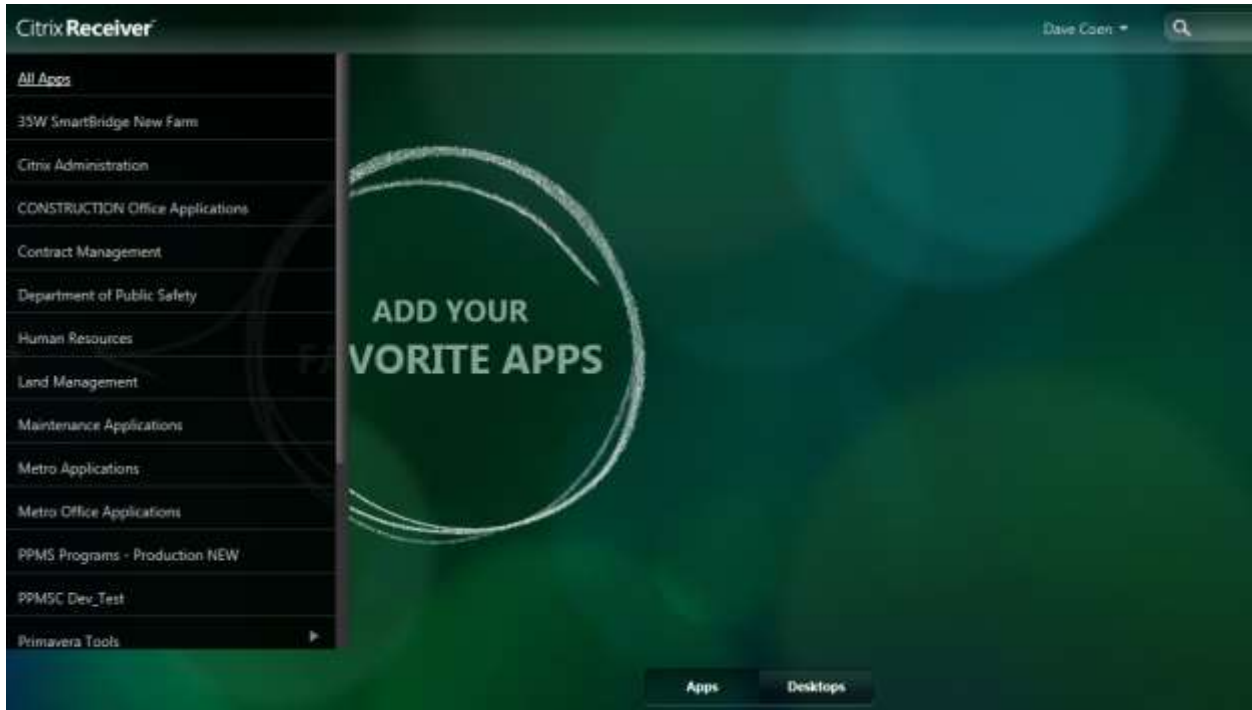 Citrix Receiver
Dave Coen
All Apps
35W SmartBridge New Farm
Citrix Administration
CONSTRUCTION Office Applications
Contract Management
Department of Public Safety
Human Resources
Land Management
Maintenance Applications
Metro Applications
Metro Office Applications
PPMS Programs - Production NEW
PPMSC Dev_Test
Primavera Tools
ADD YOUR
FAVORITE APPS
Apps
Desktops